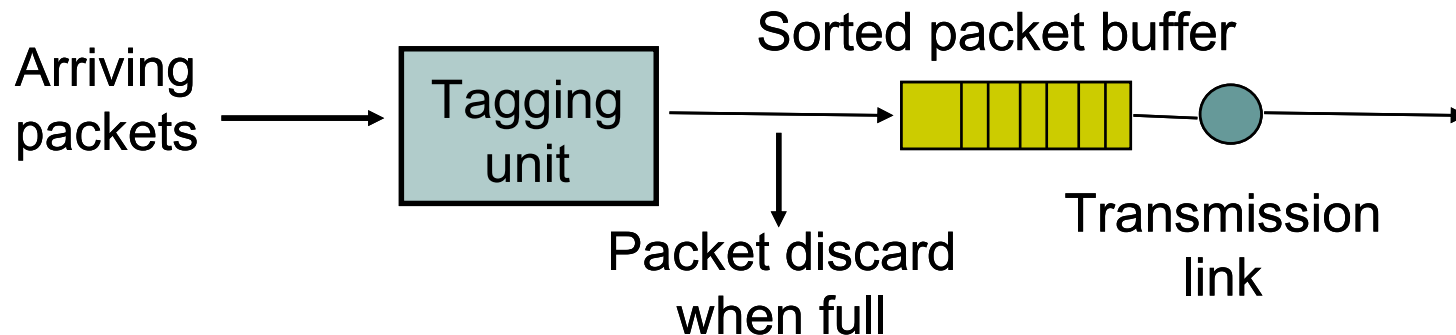 Sorted packet buffer
Arriving
packets
Tagging
unit
Packet discard
when full
Transmission
link